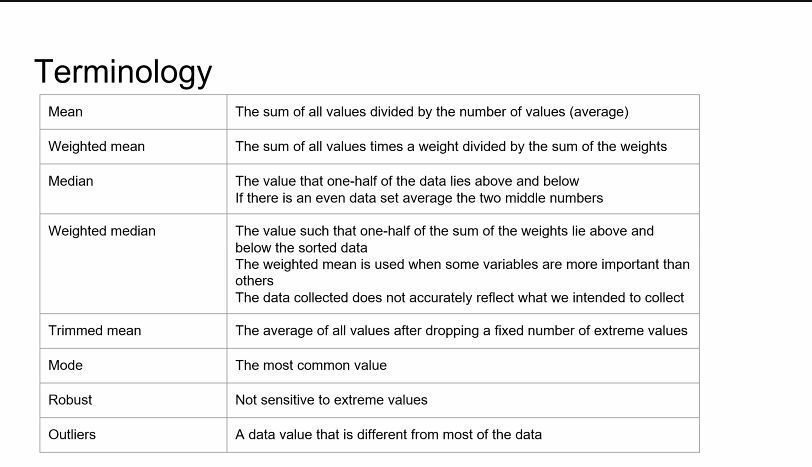 Terminology
Mean
The sum of all values divided by the number of values (average)
Weighted mean
The sum of all values times a weight divided by the sum of the weights
Median
The value that one-half of the data lies above and below
If there is an even data set average the two middle numbers
Weighted median
The value such that one-half of the sum of the weights lie above and
below the sorted data
The weighted mean is used when some variables are more important than
others
The data collected does not accurately reflect what we intended to collect
Trimmed mean
The average of all values after dropping a fixed number of extreme values
Mode
The most common value
Robust
Not sensitive to extreme values
Outliers
A data value that is different from most of the data